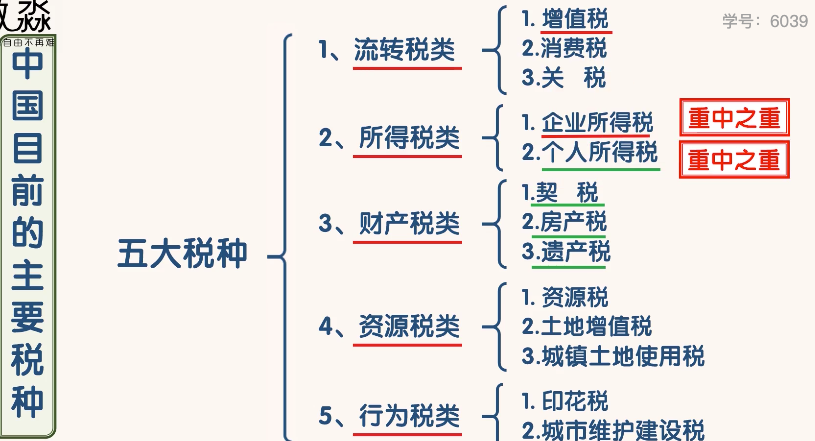 淼
自由不再难
学号：6039
中国目前的主要税种
五大税种
1、流转税类
1. 增值税
2.消费税
3.关 税
2、所得税类
1. 企业所得税 重中之重
2.个人所得税 重中之重
3、财产税类
1.契 税
2.房产税
3.遗产税
4、资源税类
1. 资源税
2.土地增值税
3.城镇土地使用税
5、行为税类
1. 印花税
2.城市维护建设税